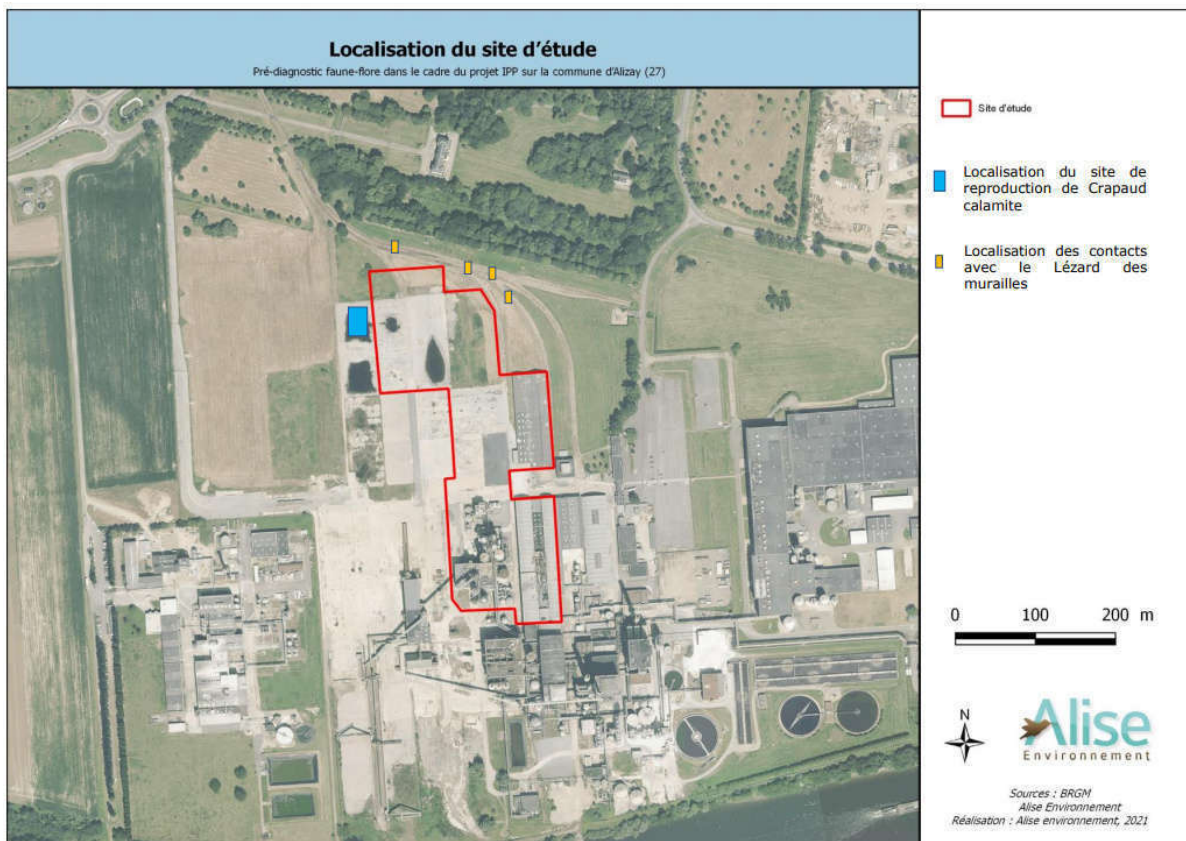 Localisation du site d'étude
Pré-diagnostic faune-flore dans le cadre du projet IPP sur la commune d'Alizay (27)
Site d'étude
Localisation du site de
reproduction de Crapaud
calamite
Localisation des contacts
avec le Lézard des
murailles
0 100 200 m
N
Alise
Environnement
Sources : BRGM
Alise Environnement
Réalisation : Alise environnement, 2021